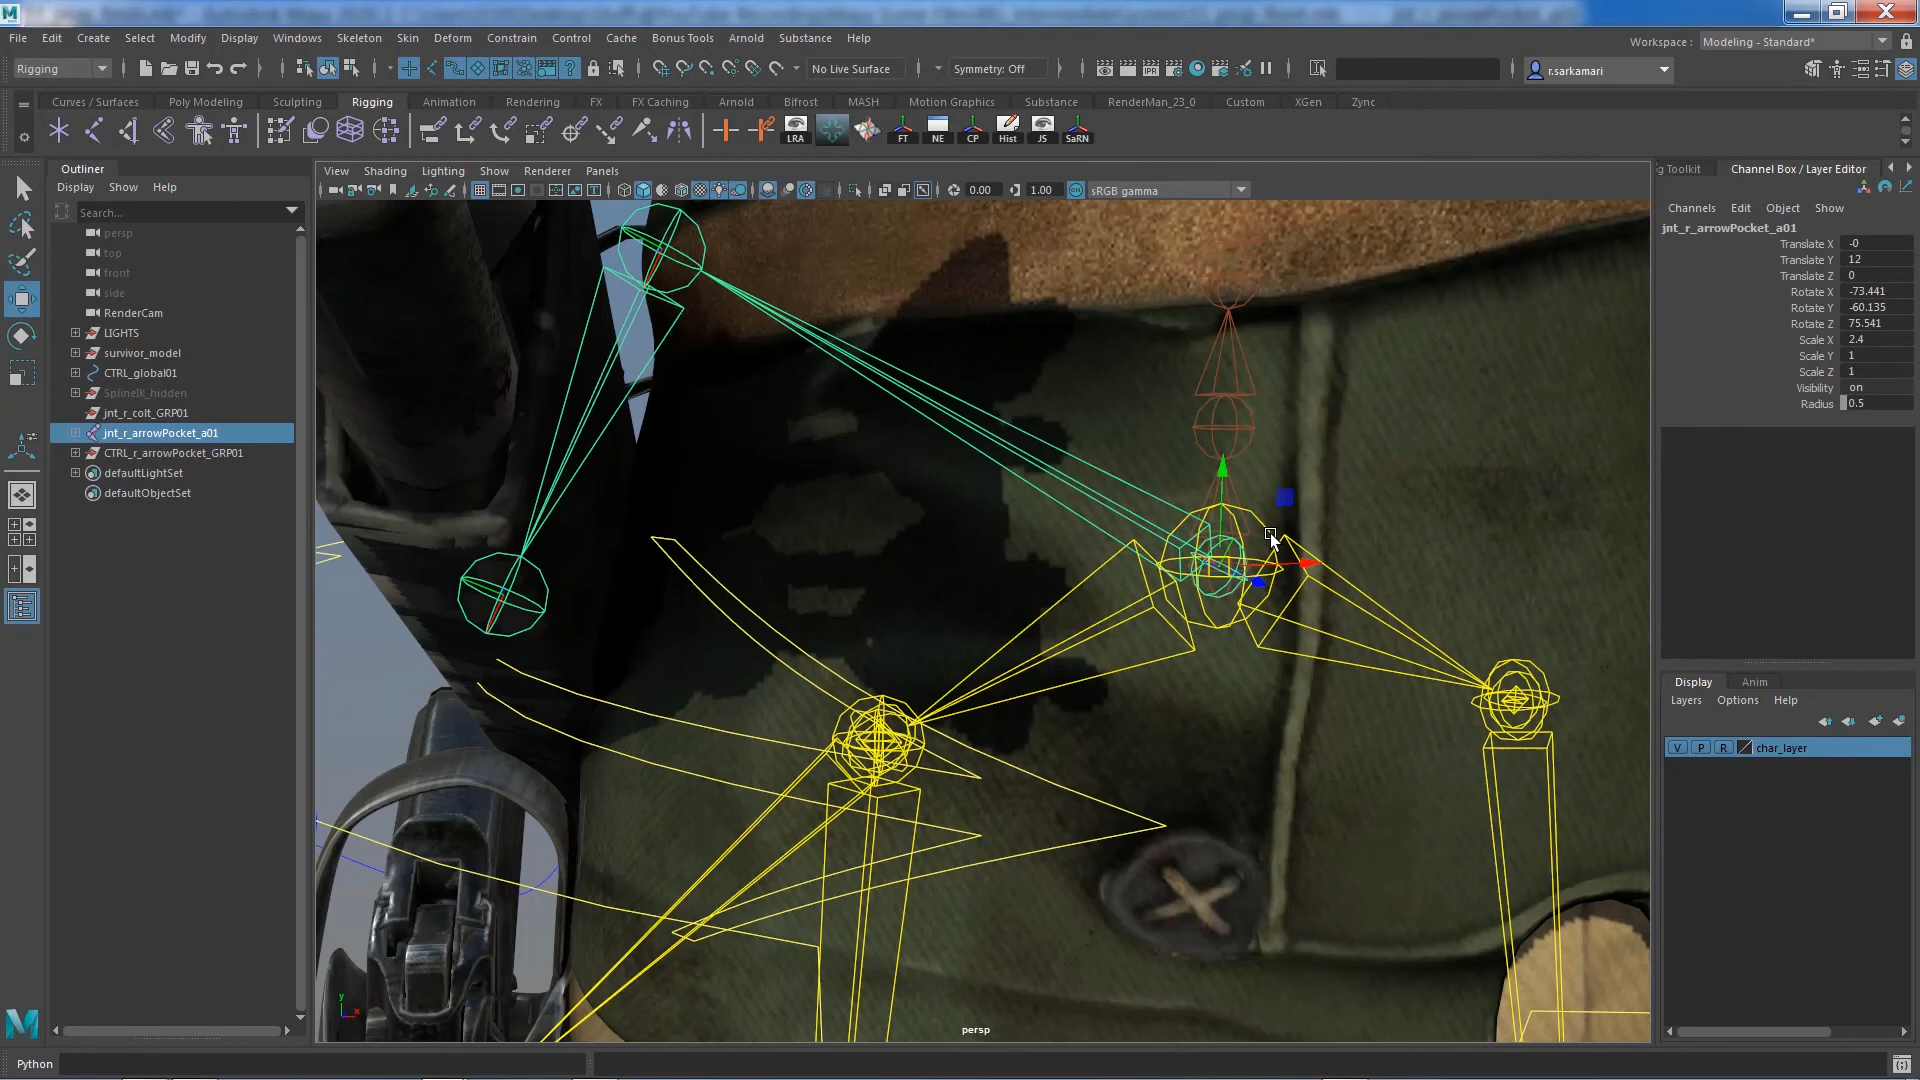 File Edit Create Select Modify Display Windows Skeleton Skin Deform Constrain Control Cache Bonus Tools Arnold Substance Help
Workspace : Modeling - Standard*
Rigging No Live Surface Symmetry: Off r.sarkamari
Curves / Surfaces Poly Modeling Sculpting Rigging Animation Rendering FX FX Caching Arnold Bifrost MASH Motion Graphics Substance RenderMan_23_0 Custom XGen Zync
LRA FT NE CP Hist JS SaRN
Outliner
Display Show Help
Search...
persp
top
front
side
RenderCam
LIGHTS
survivor_model
CTRL_global01
SplineIK_hidden
jnt_r_colt_GRP01
jnt_r_arrowPocket_a01
CTRL_r_arrowPocket_GRP01
defaultLightSet
defaultObjectSet
View Shading Lighting Show Renderer Panels
0.00 1.00 sRGB gamma
y
x
persp
g Toolkit Channel Box / Layer Editor
Channels Edit Object Show
jnt_r_arrowPocket_a01
Translate X -0
Translate Y 12
Translate Z 0
Rotate X -73.441
Rotate Y -60.135
Rotate Z 75.541
Scale X 2.4
Scale Y 1
Scale Z 1
Visibility on
Radius 0.5
Display Anim
Layers Options Help
V P R char_layer
Python